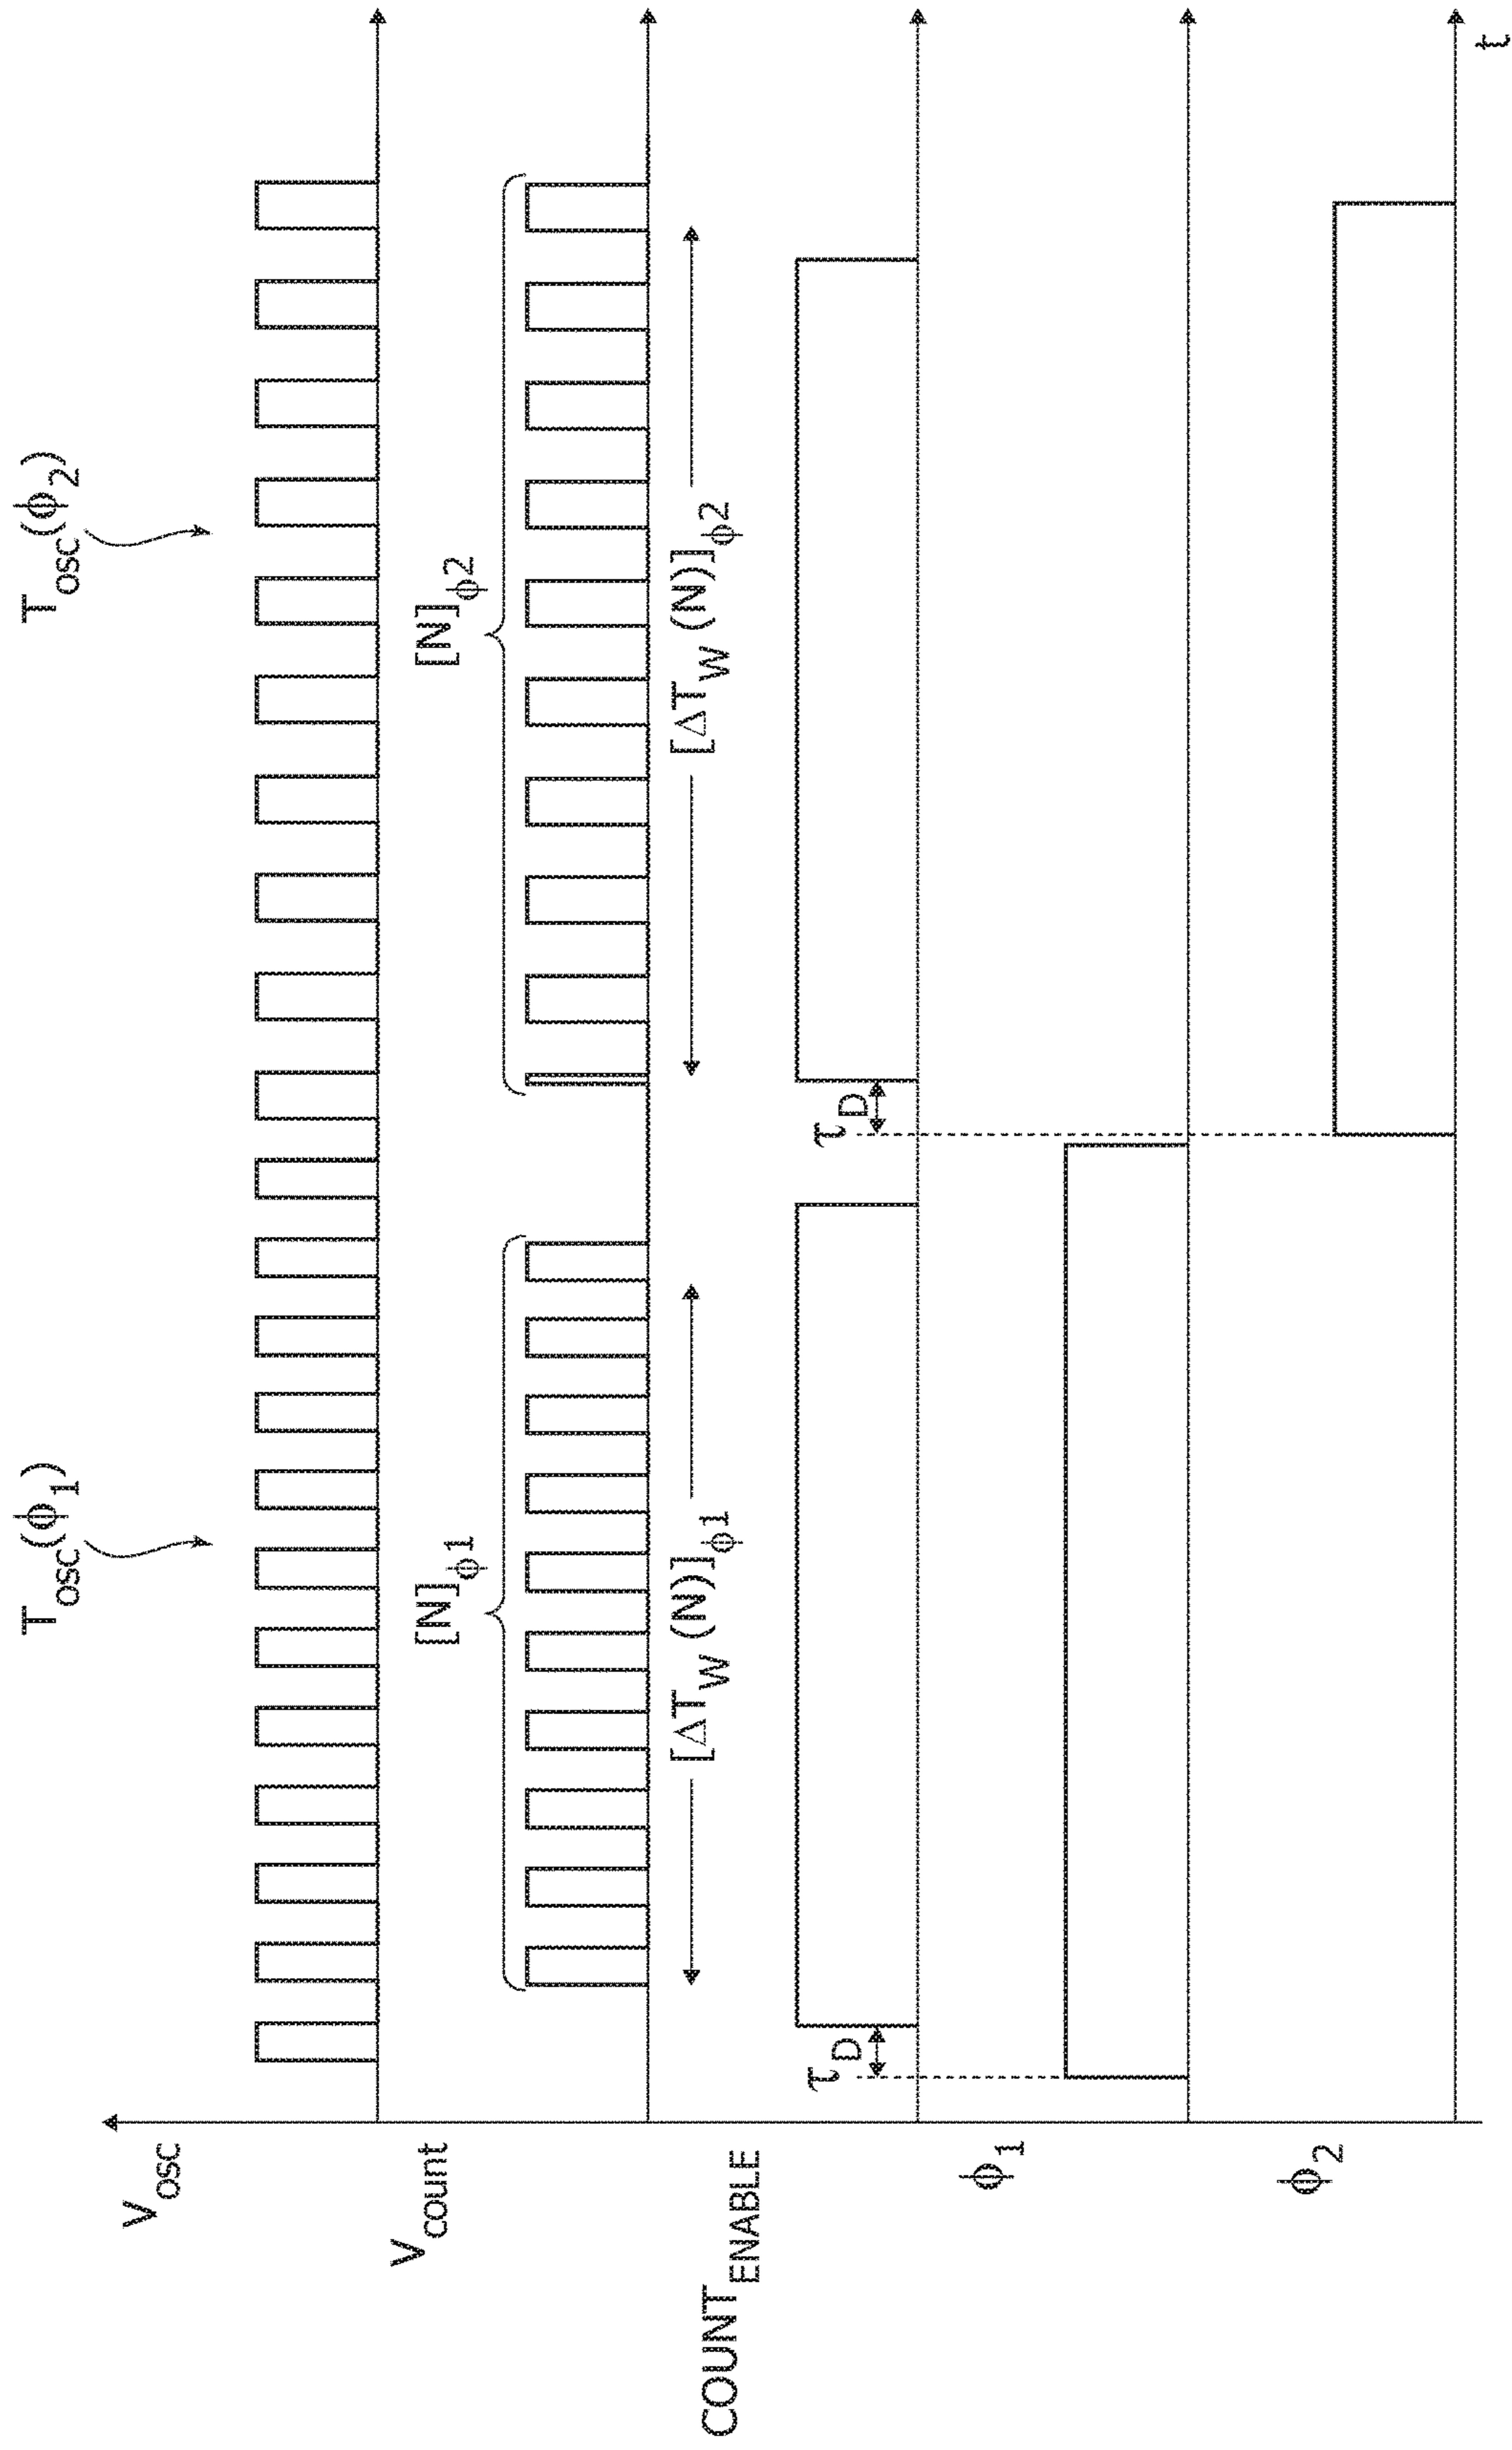 T_osc(ϕ_1)
T_osc(ϕ_2)
V_osc
[N]_ϕ1
[N]_ϕ2
V_count
[ΔT_W (N)]_ϕ1
[ΔT_W (N)]_ϕ2
COUNT_ENABLE
τ_D
τ_D
ϕ_1
ϕ_2
t